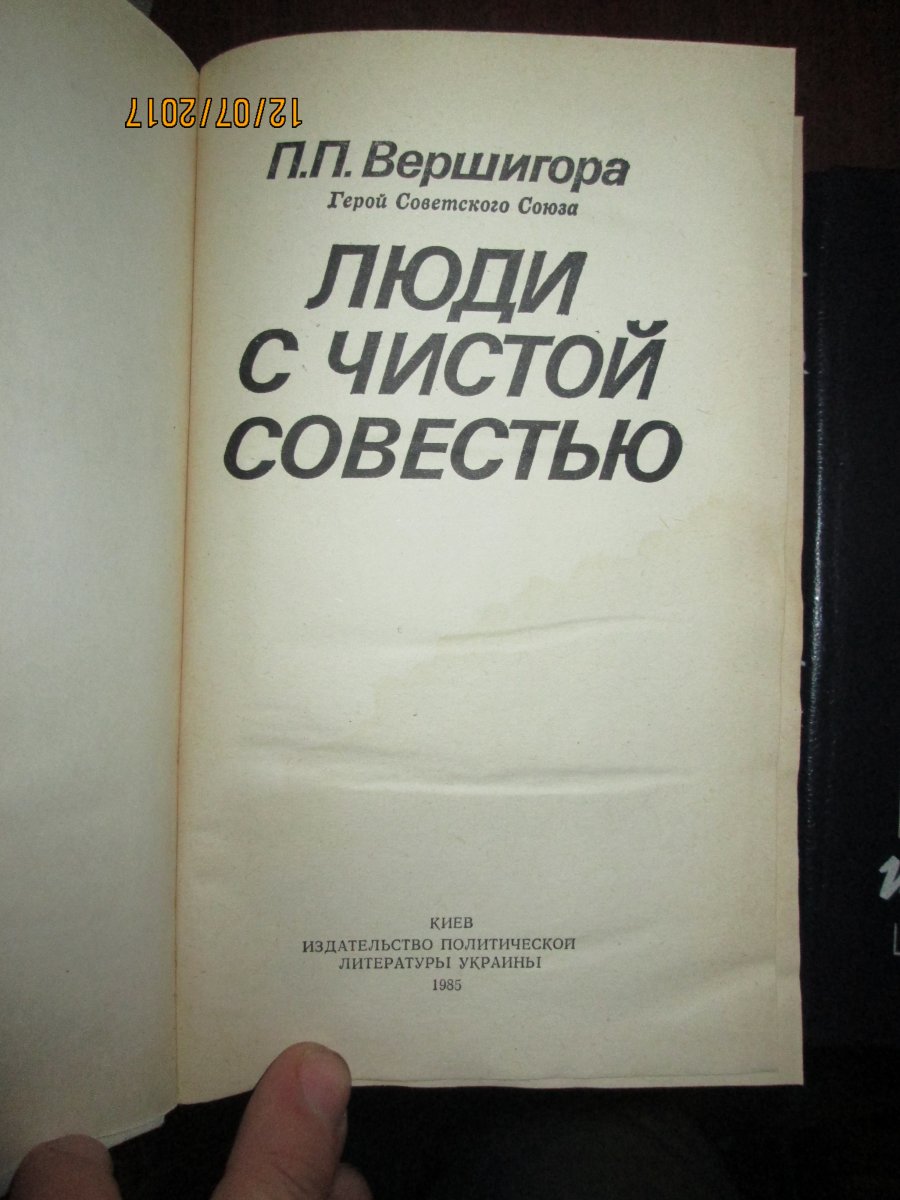 12/07/2017
П.П. Вершигора
Герой Советского Союза
ЛЮДИ
С ЧИСТОЙ
СОВЕСТЬЮ
КИЕВ
ИЗДАТЕЛЬСТВО ПОЛИТИЧЕСКОЙ
ЛИТЕРАТУРЫ УКРАИНЫ
1985